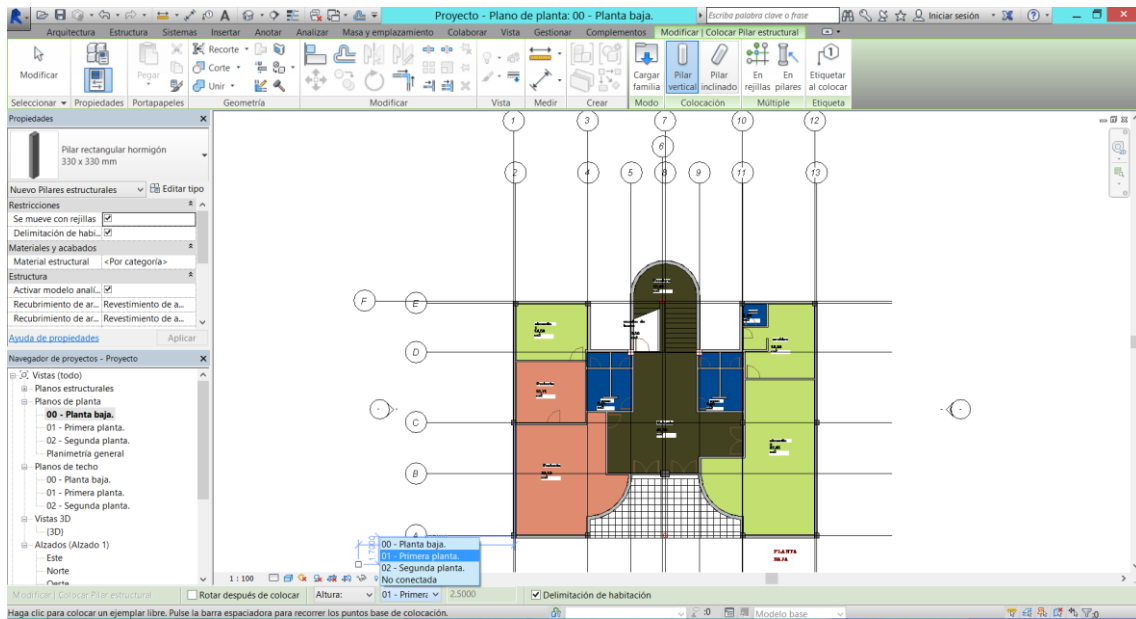 Proyecto - Plano de planta: 00 - Planta baja.
Escriba palabra clave o frase
Iniciar sesión
Arquitectura Estructura Sistemas Insertar Anotar Analizar Masa y emplazamiento Colaborar Vista Gestionar Complementos Modificar | Colocar Pilar estructural
Modificar
Pegar
Recorte
Corte
Unir
Cargar familia
Pilar vertical
Pilar inclinado
En rejillas
En pilares
Etiquetar al colocar
Seleccionar Propiedades Portapapeles Geometría Modificar Vista Medir Crear Modo Colocación Múltiple Etiqueta
Propiedades
Pilar rectangular hormigón
330 x 330 mm
Nuevo Pilares estructurales Editar tipo
Restricciones
Se mueve con rejillas
Delimitación de habi...
Materiales y acabados
Material estructural <Por categoría>
Estructura
Activar modelo analí...
Recubrimiento de ar... Revestimiento de a...
Recubrimiento de ar... Revestimiento de a...
Ayuda de propiedades Aplicar
Navegador de proyectos - Proyecto
Vistas (todo)
Planos estructurales
Planos de planta
00 - Planta baja.
01 - Primera planta.
02 - Segunda planta.
Planimetría general
Planos de techo
00 - Planta baja.
01 - Primera planta.
02 - Segunda planta.
Vistas 3D
{3D}
Alzados (Alzado 1)
Este
Norte
Oeste
1 3 7 10 12
6
2 4 5 8 9 11 13
F E
D
C
B
A
PLANTA
BAJA
1.7000
00 - Planta baja.
01 - Primera planta.
02 - Segunda planta.
No conectada
1 : 100
Modificar | Colocar Pilar estructural Rotar después de colocar Altura: 01 - Primera 2.5000 Delimitación de habitación
Haga clic para colocar un ejemplar libre. Pulse la barra espaciadora para recorrer los puntos base de colocación.
:0 Modelo base :0